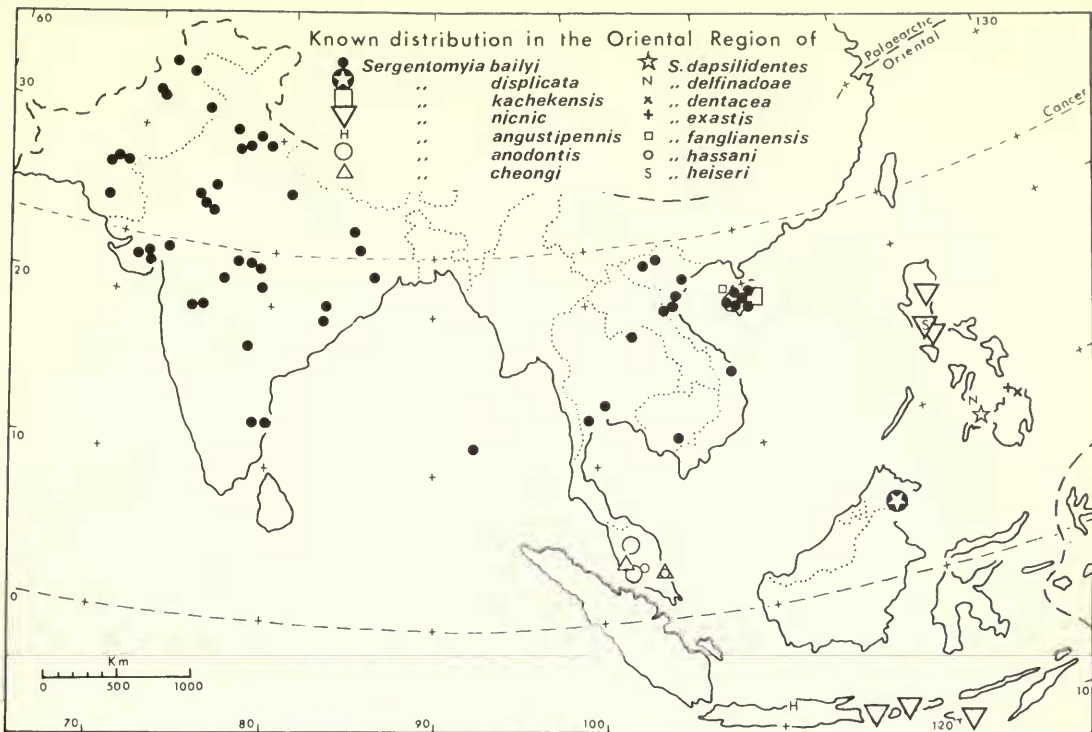 60
130
Known distribution in the Oriental Region of
Palaearctic
Oriental
Sergentomyia bailyi
,, displicata
,, kachekensis
,, nicnic
H ,, angustipennis
,, anodontis
,, cheongi
S. dapsilidentes
N ,, delfinadoae
,, dentacea
,, exastis
,, fanglianensis
,, hassani
S ,, heiseri
30
Cancer
20
S
N
10
0
Km
0 500 1000
H
10
70
80
90
100
120